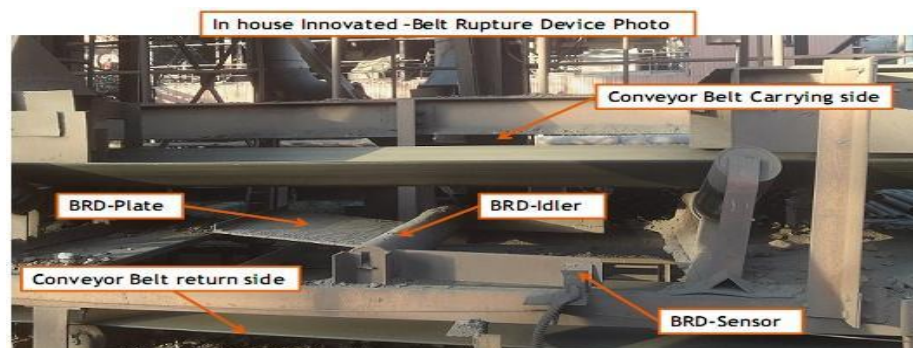 In house Innovated -Belt Rupture Device Photo
Conveyor Belt Carrying side
BRD-Plate
BRD-Idler
Conveyor Belt return side
BRD-Sensor